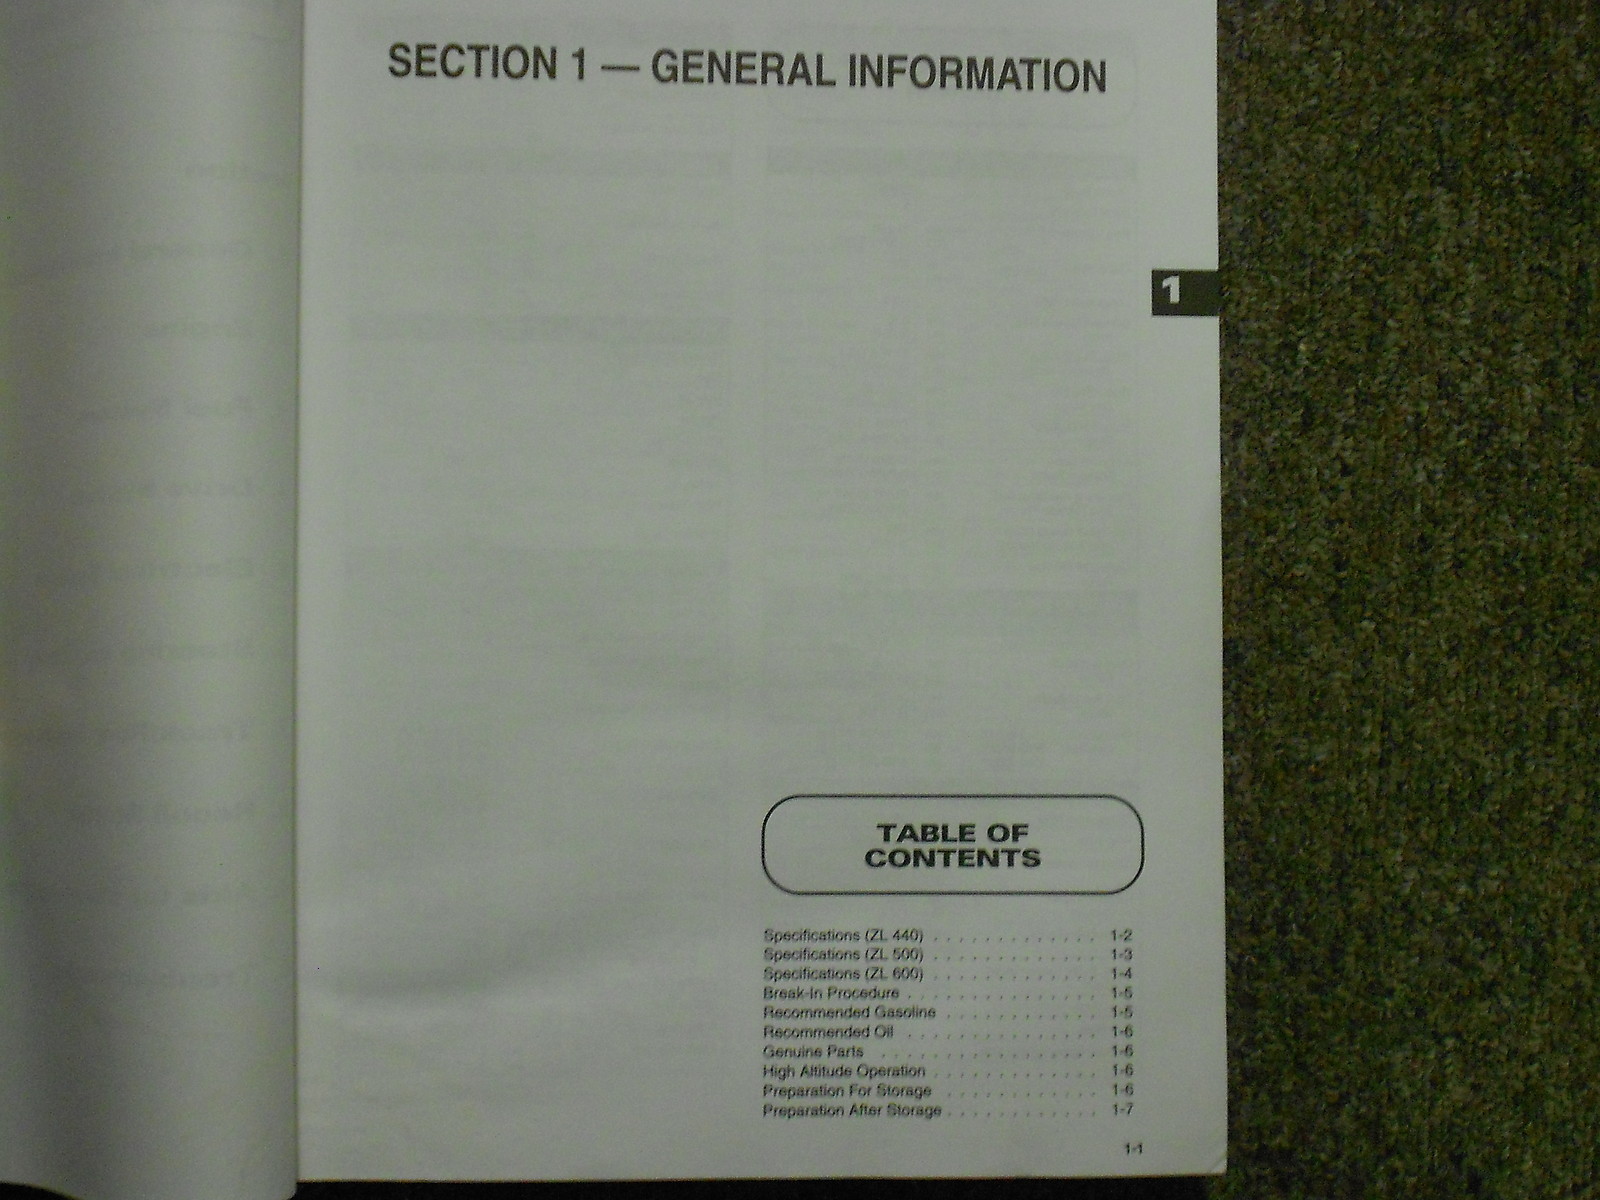 SECTION 1 — GENERAL INFORMATION
1
TABLE OF
CONTENTS
Specifications (ZL 440) . . . . . . . . . . . . . 1-2
Specifications (ZL 500) . . . . . . . . . . . . . 1-3
Specifications (ZL 600) . . . . . . . . . . . . . 1-4
Break-In Procedure . . . . . . . . . . . . . . . 1-5
Recommended Gasoline . . . . . . . . . . . . 1-5
Recommended Oil . . . . . . . . . . . . . . . 1-6
Genuine Parts . . . . . . . . . . . . . . . . . 1-6
High Altitude Operation . . . . . . . . . . . . . 1-6
Preparation For Storage . . . . . . . . . . . . 1-6
Preparation After Storage . . . . . . . . . . . . 1-7
1-1